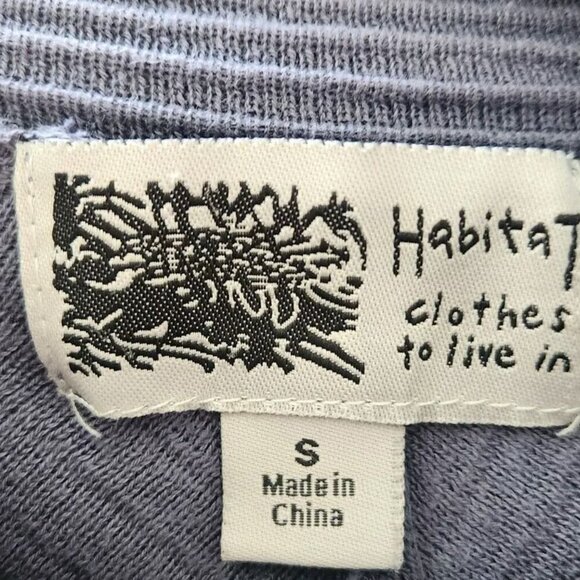 HabitaT
clothes
to live in
S
Made in
China